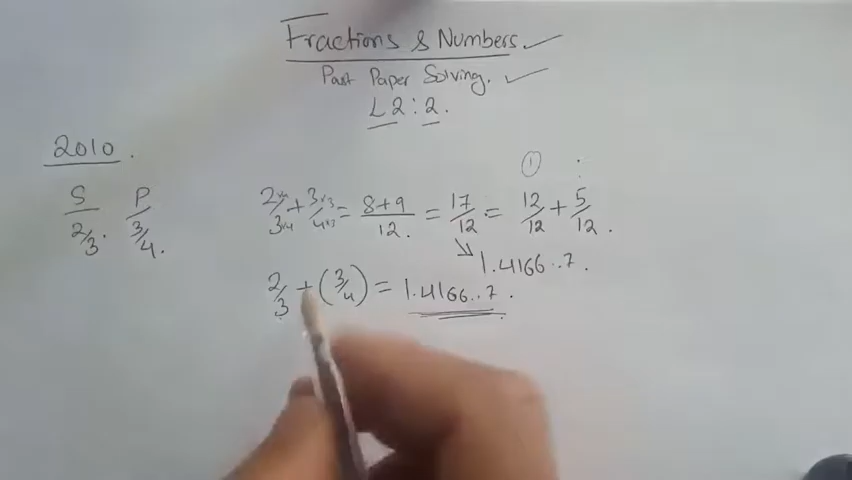 Fractions & Numbers.
Past Paper Solving.
L2:2.
2010.
S P
2/3. 3/4.
①
2×4/3×4 + 3×3/4×3 = 8+9/12. = 17/12 = 12/12 + 5/12.
1.4166..7.
2/3 + (3/4) = 1.4166..7.